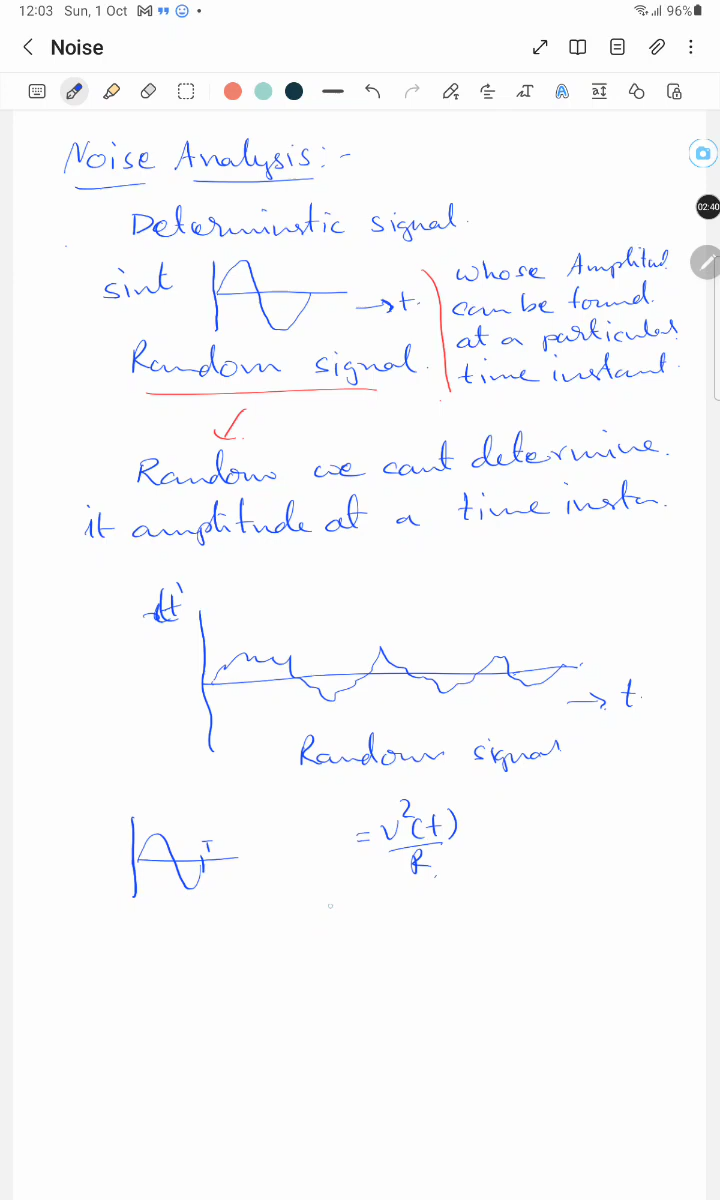 12:03 Sun, 1 Oct 96%
Noise
02:40
Noise Analysis:-
Deterministic signal.
sint
→t.
whose Amplitud.
can be found.
at a particular
time instant.
Random signal.
Random we cant determine.
it amplitude at a time instan.
→ t.
Random signal
T
= V²(t)
R